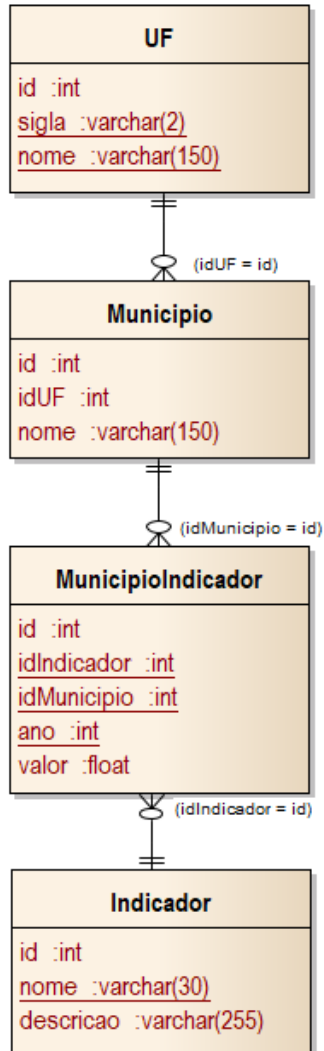 UF
id :int
sigla :varchar(2)
nome :varchar(150)
(idUF = id)
Municipio
id :int
idUF :int
nome :varchar(150)
(idMunicipio = id)
MunicipioIndicador
id :int
idIndicador :int
idMunicipio :int
ano :int
valor :float
(idIndicador = id)
Indicador
id :int
nome :varchar(30)
descricao :varchar(255)